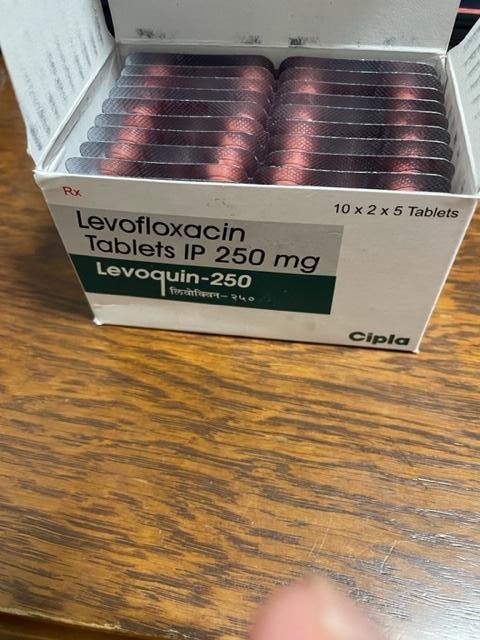 Rx
10 x 2 x 5 Tablets
Levofloxacin
Tablets IP 250 mg
Levoquin-250
लिवोक्विन-२५०
Cipla